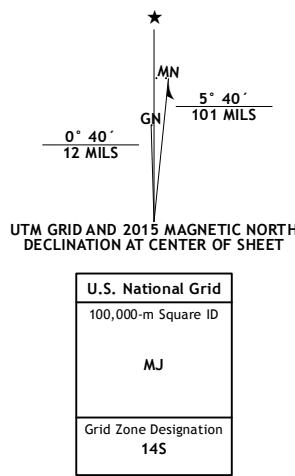 ★
MN
GN
5° 40´
101 MILS
0° 40´
12 MILS
UTM GRID AND 2015 MAGNETIC NORTH
DECLINATION AT CENTER OF SHEET
U.S. National Grid
100,000-m Square ID
MJ
Grid Zone Designation
14S